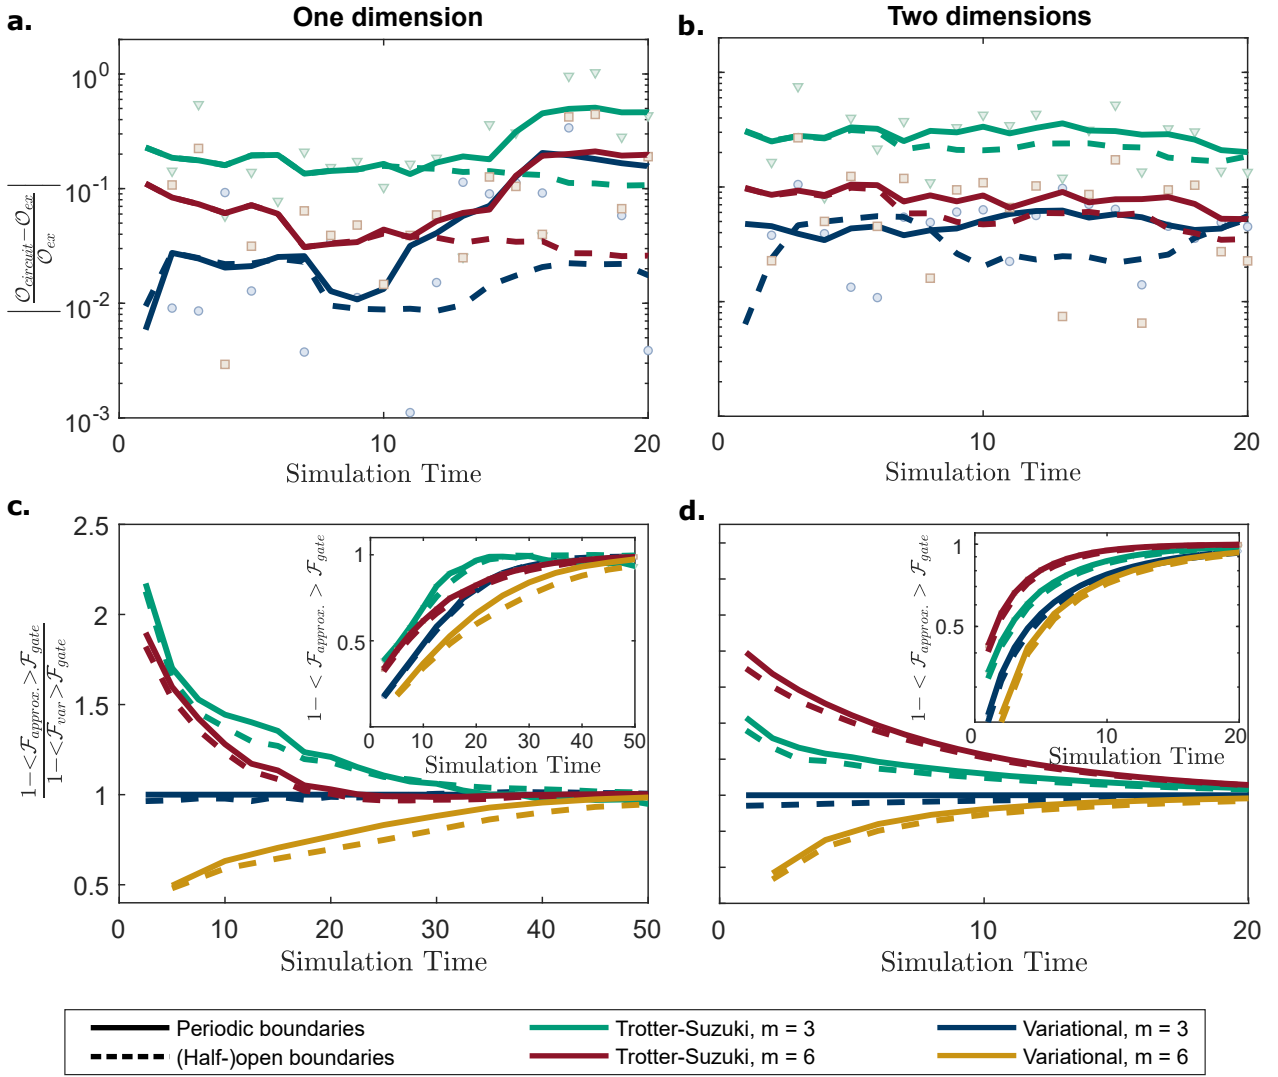 One dimension
Two dimensions
a.
b.
|O_circuit − O_ex / O_ex|
10^0
10^-1
10^-2
10^-3
0
10
20
Simulation Time
0
10
20
Simulation Time
c.
d.
1−<F_approx.>F_gate
1−<F_var>F_gate
2.5
2
1.5
1
0.5
0
10
20
30
40
50
Simulation Time
1−<F_approx.>F_gate
1
0.5
0
10
20
30
40
50
Simulation Time
0
10
20
Simulation Time
1−<F_approx.>F_gate
1
0.5
0
10
20
Simulation Time
Periodic boundaries
(Half-)open boundaries
Trotter-Suzuki, m = 3
Trotter-Suzuki, m = 6
Variational, m = 3
Variational, m = 6